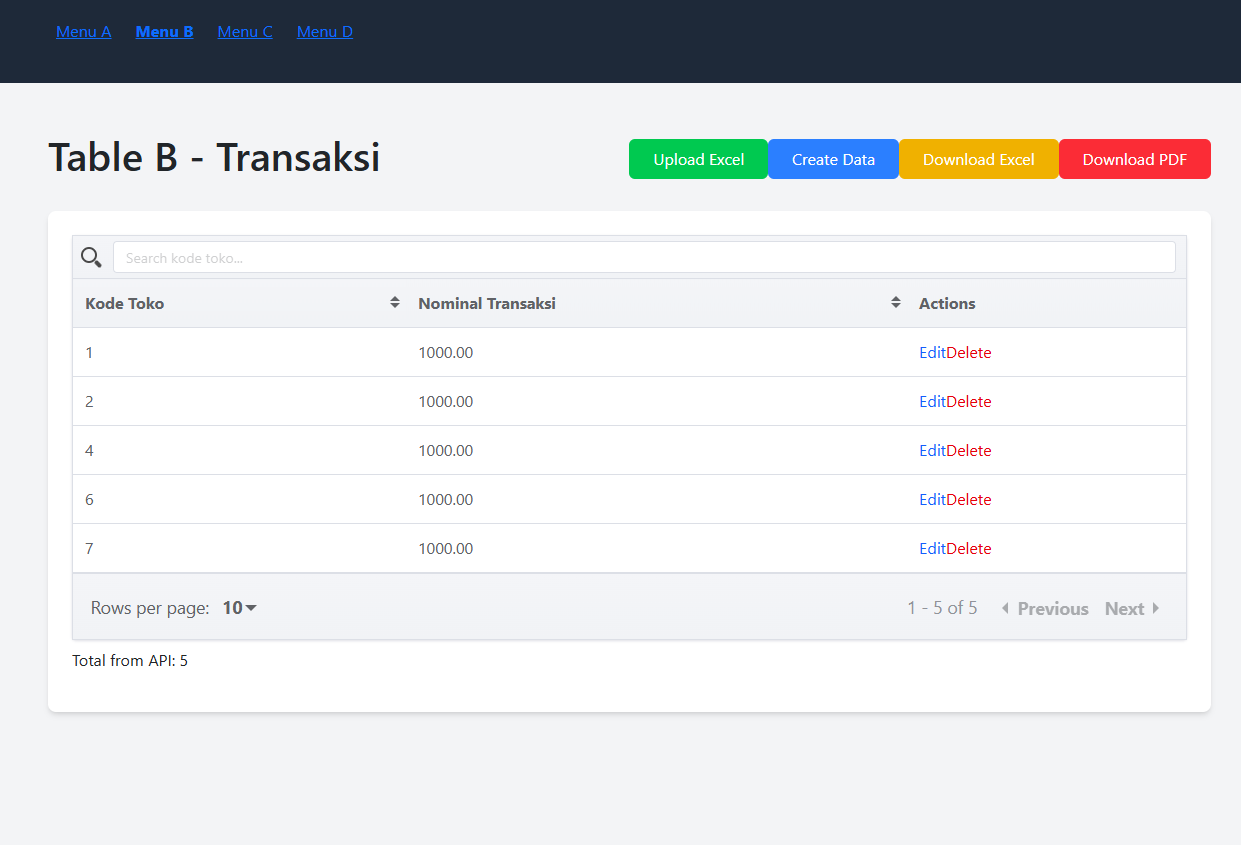 Menu A Menu B Menu C Menu D
Table B - Transaksi
Upload Excel Create Data Download Excel Download PDF
Search kode toko...
Kode Toko Nominal Transaksi Actions
1 1000.00 EditDelete
2 1000.00 EditDelete
4 1000.00 EditDelete
6 1000.00 EditDelete
7 1000.00 EditDelete
Rows per page: 10 1 - 5 of 5 Previous Next
Total from API: 5